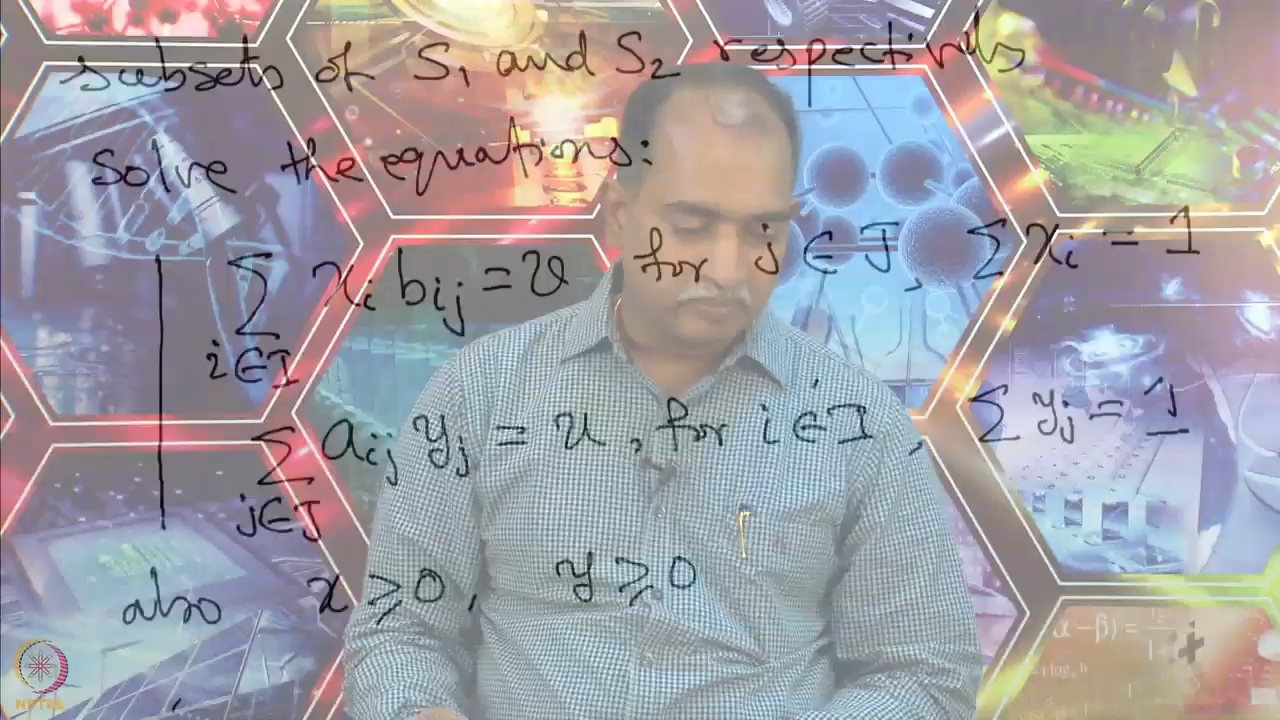 subsets of S₁ and S₂ respectively
Solve the equations:
∑ xᵢ bᵢⱼ = v for j ∈ J, ∑ xᵢ = 1
i∈I
∑ aᵢⱼ yⱼ = u, for i ∈ I, ∑ yⱼ = 1
j∈J
also x ≥ 0, y ≥ 0
α − β) =
NPTEL